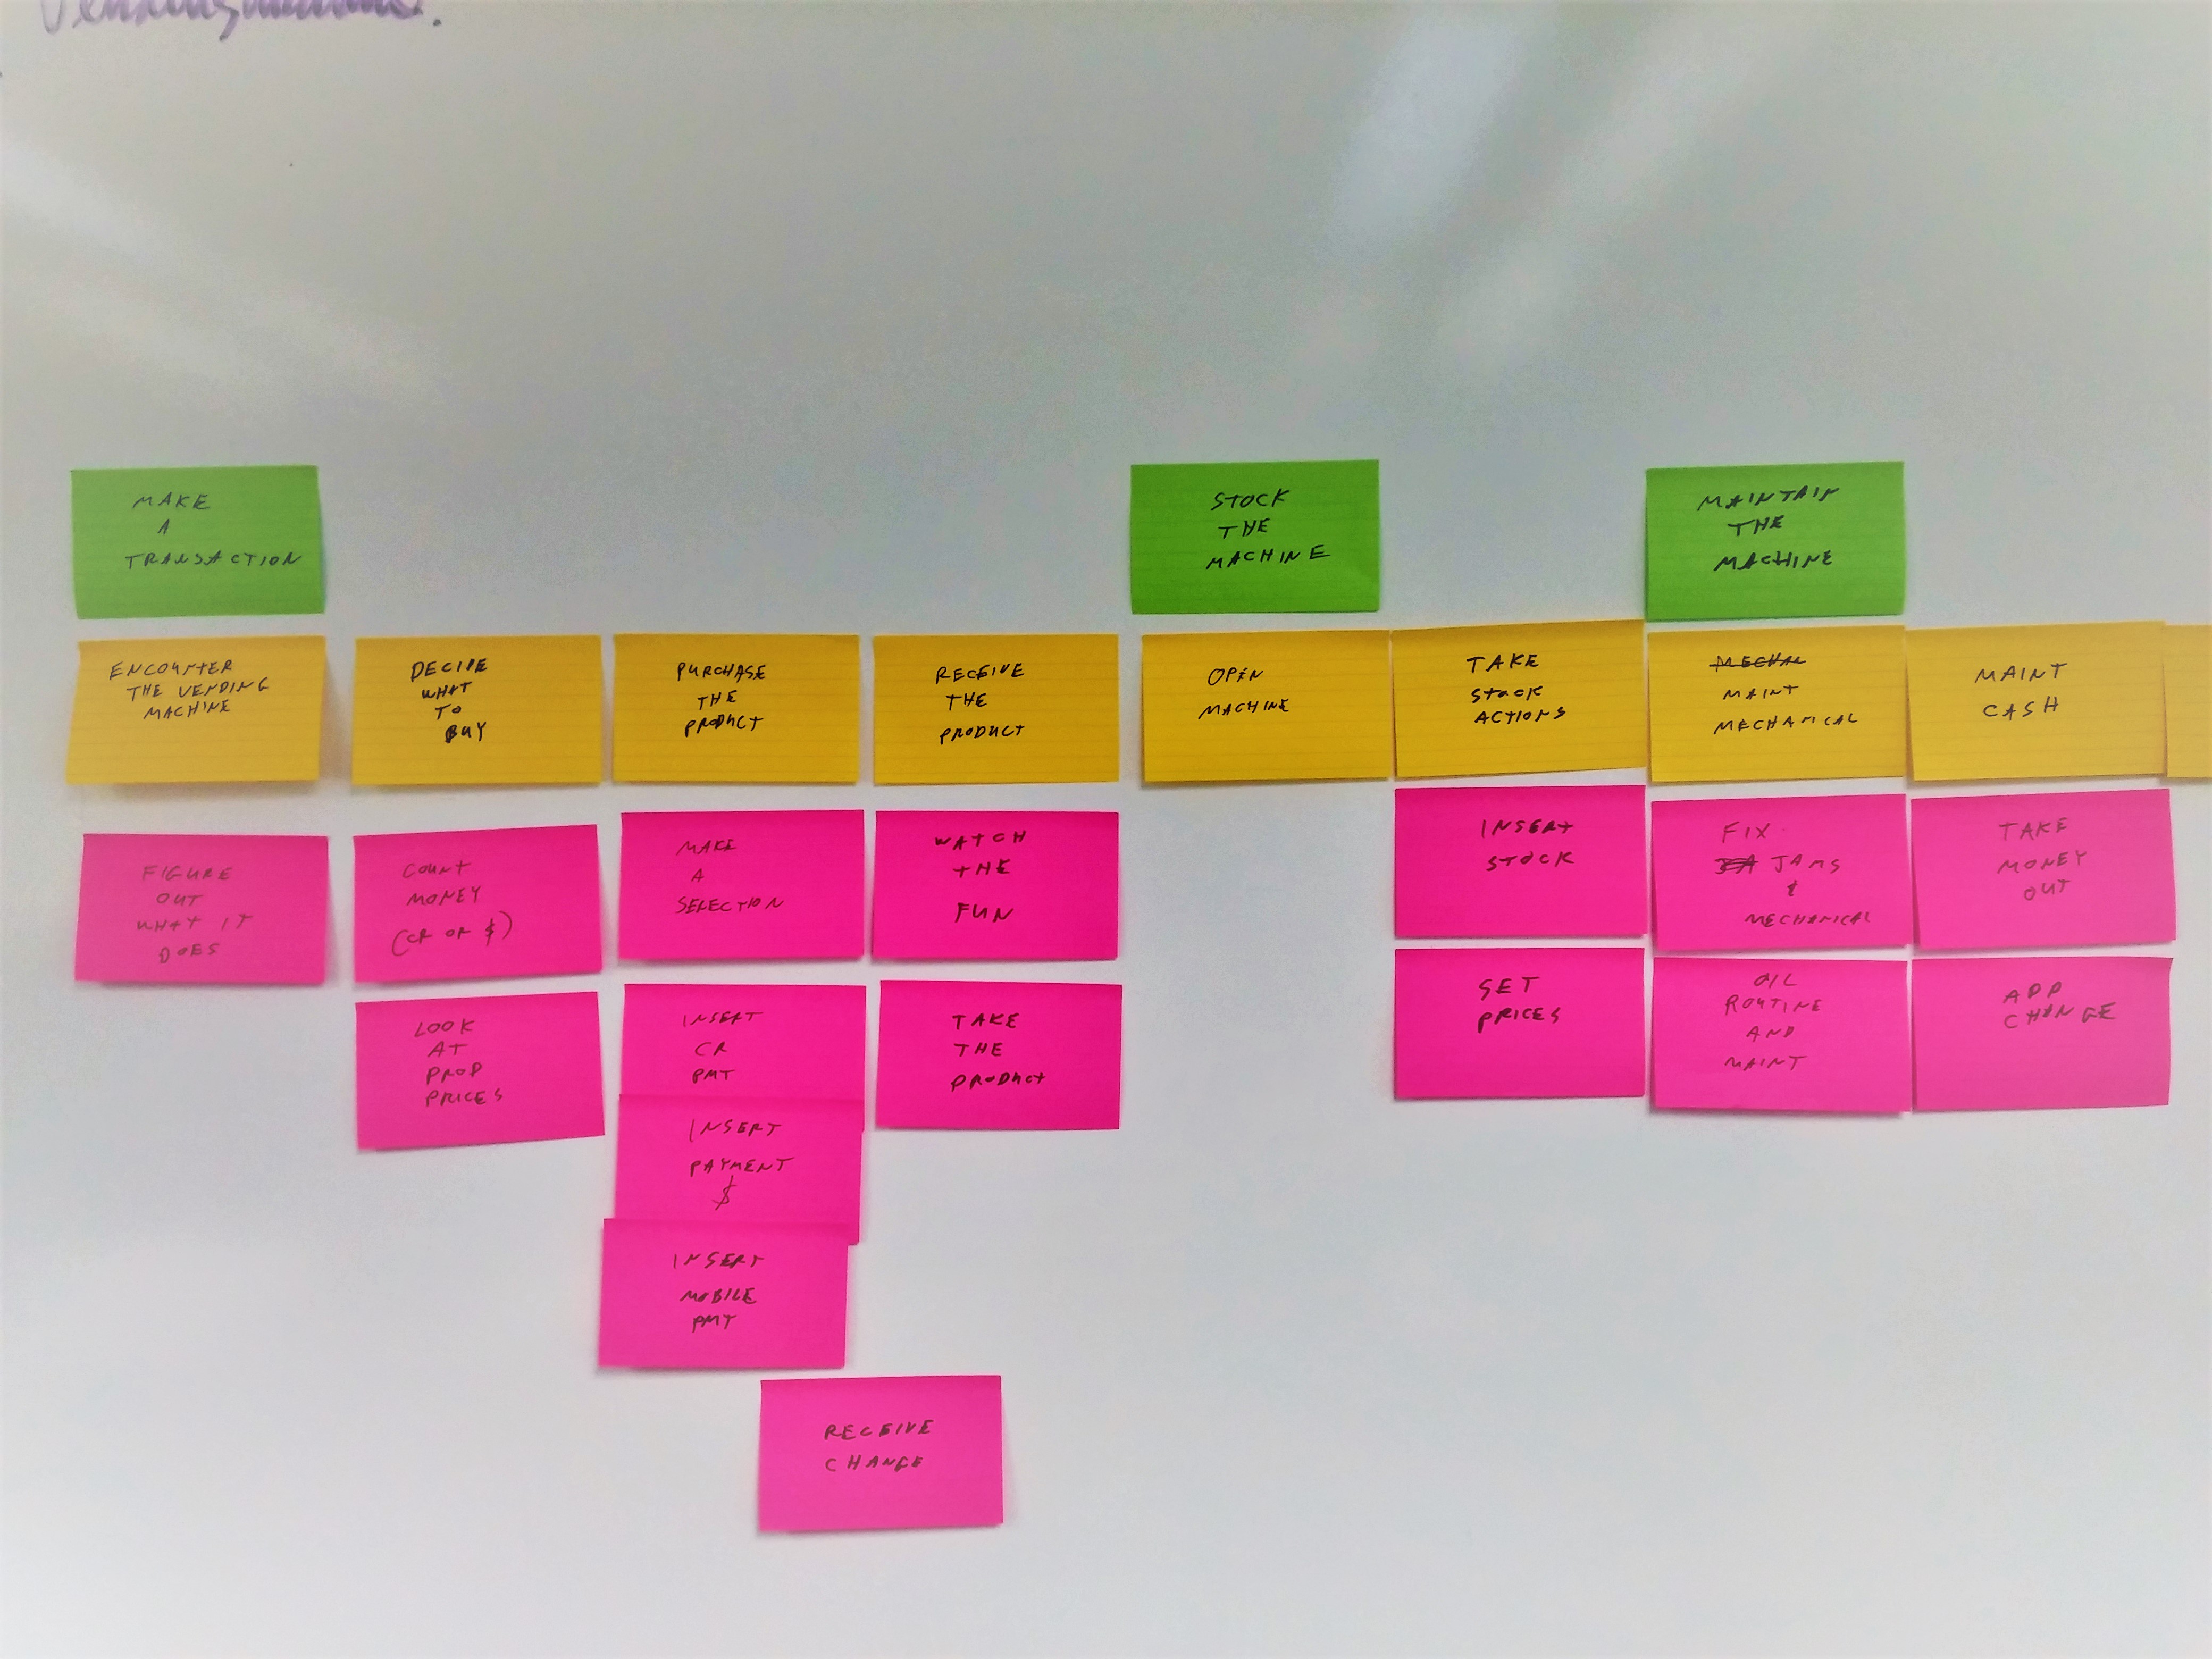 Vending machine.
MAKE
A
TRANSACTION
STOCK
THE
MACHINE
MAINTAIN
THE
MACHINE
ENCOUNTER
THE VENDING
MACHINE
DECIDE
WHAT
TO
BUY
PURCHASE
THE
PRODUCT
RECEIVE
THE
PRODUCT
OPEN
MACHINE
TAKE
STOCK
ACTIONS
MECHAN
MAINT
MECHANICAL
MAINT
CASH
FIGURE
OUT
WHAT IT
DOES
COUNT
MONEY
(CR OR $)
MAKE
A
SELECTION
WATCH
THE
FUN
INSERT
STOCK
FIX
JAMS
&
MECHANICAL
TAKE
MONEY
OUT
LOOK
AT
PROD
PRICES
INSERT
CR
PMT
TAKE
THE
PRODUCT
SET
PRICES
OIL
ROUTINE
AND
MAINT
ADD
CHANGE
INSERT
PAYMENT
$
INSERT
MOBILE
PMT
RECEIVE
CHANGE